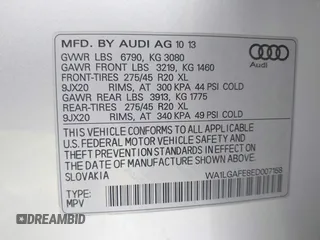 MFD. BY AUDI AG 10 13
GVWR LBS 6790, KG 3080
GAWR FRONT LBS 3219, KG 1460
FRONT-TIRES 275/45 R20 XL
9JX20 RIMS, AT 300 KPA 44 PSI COLD
GAWR REAR LBS 3913, KG 1775
REAR-TIRES 275/45 R20 XL
9JX20 RIMS, AT 340 KPA 49 PSI COLD
Audi
THIS VEHICLE CONFORMS TO ALL APPLICABLE
U.S. FEDERAL MOTOR VEHICLE SAFETY
STANDARDS IN EFFECT ON
THE DATE OF MANUFACTURE SHOWN ABOVE
SLOVAKIA
WA1LGAFE8ED007188
TYPE:
MPV
DREAMBID